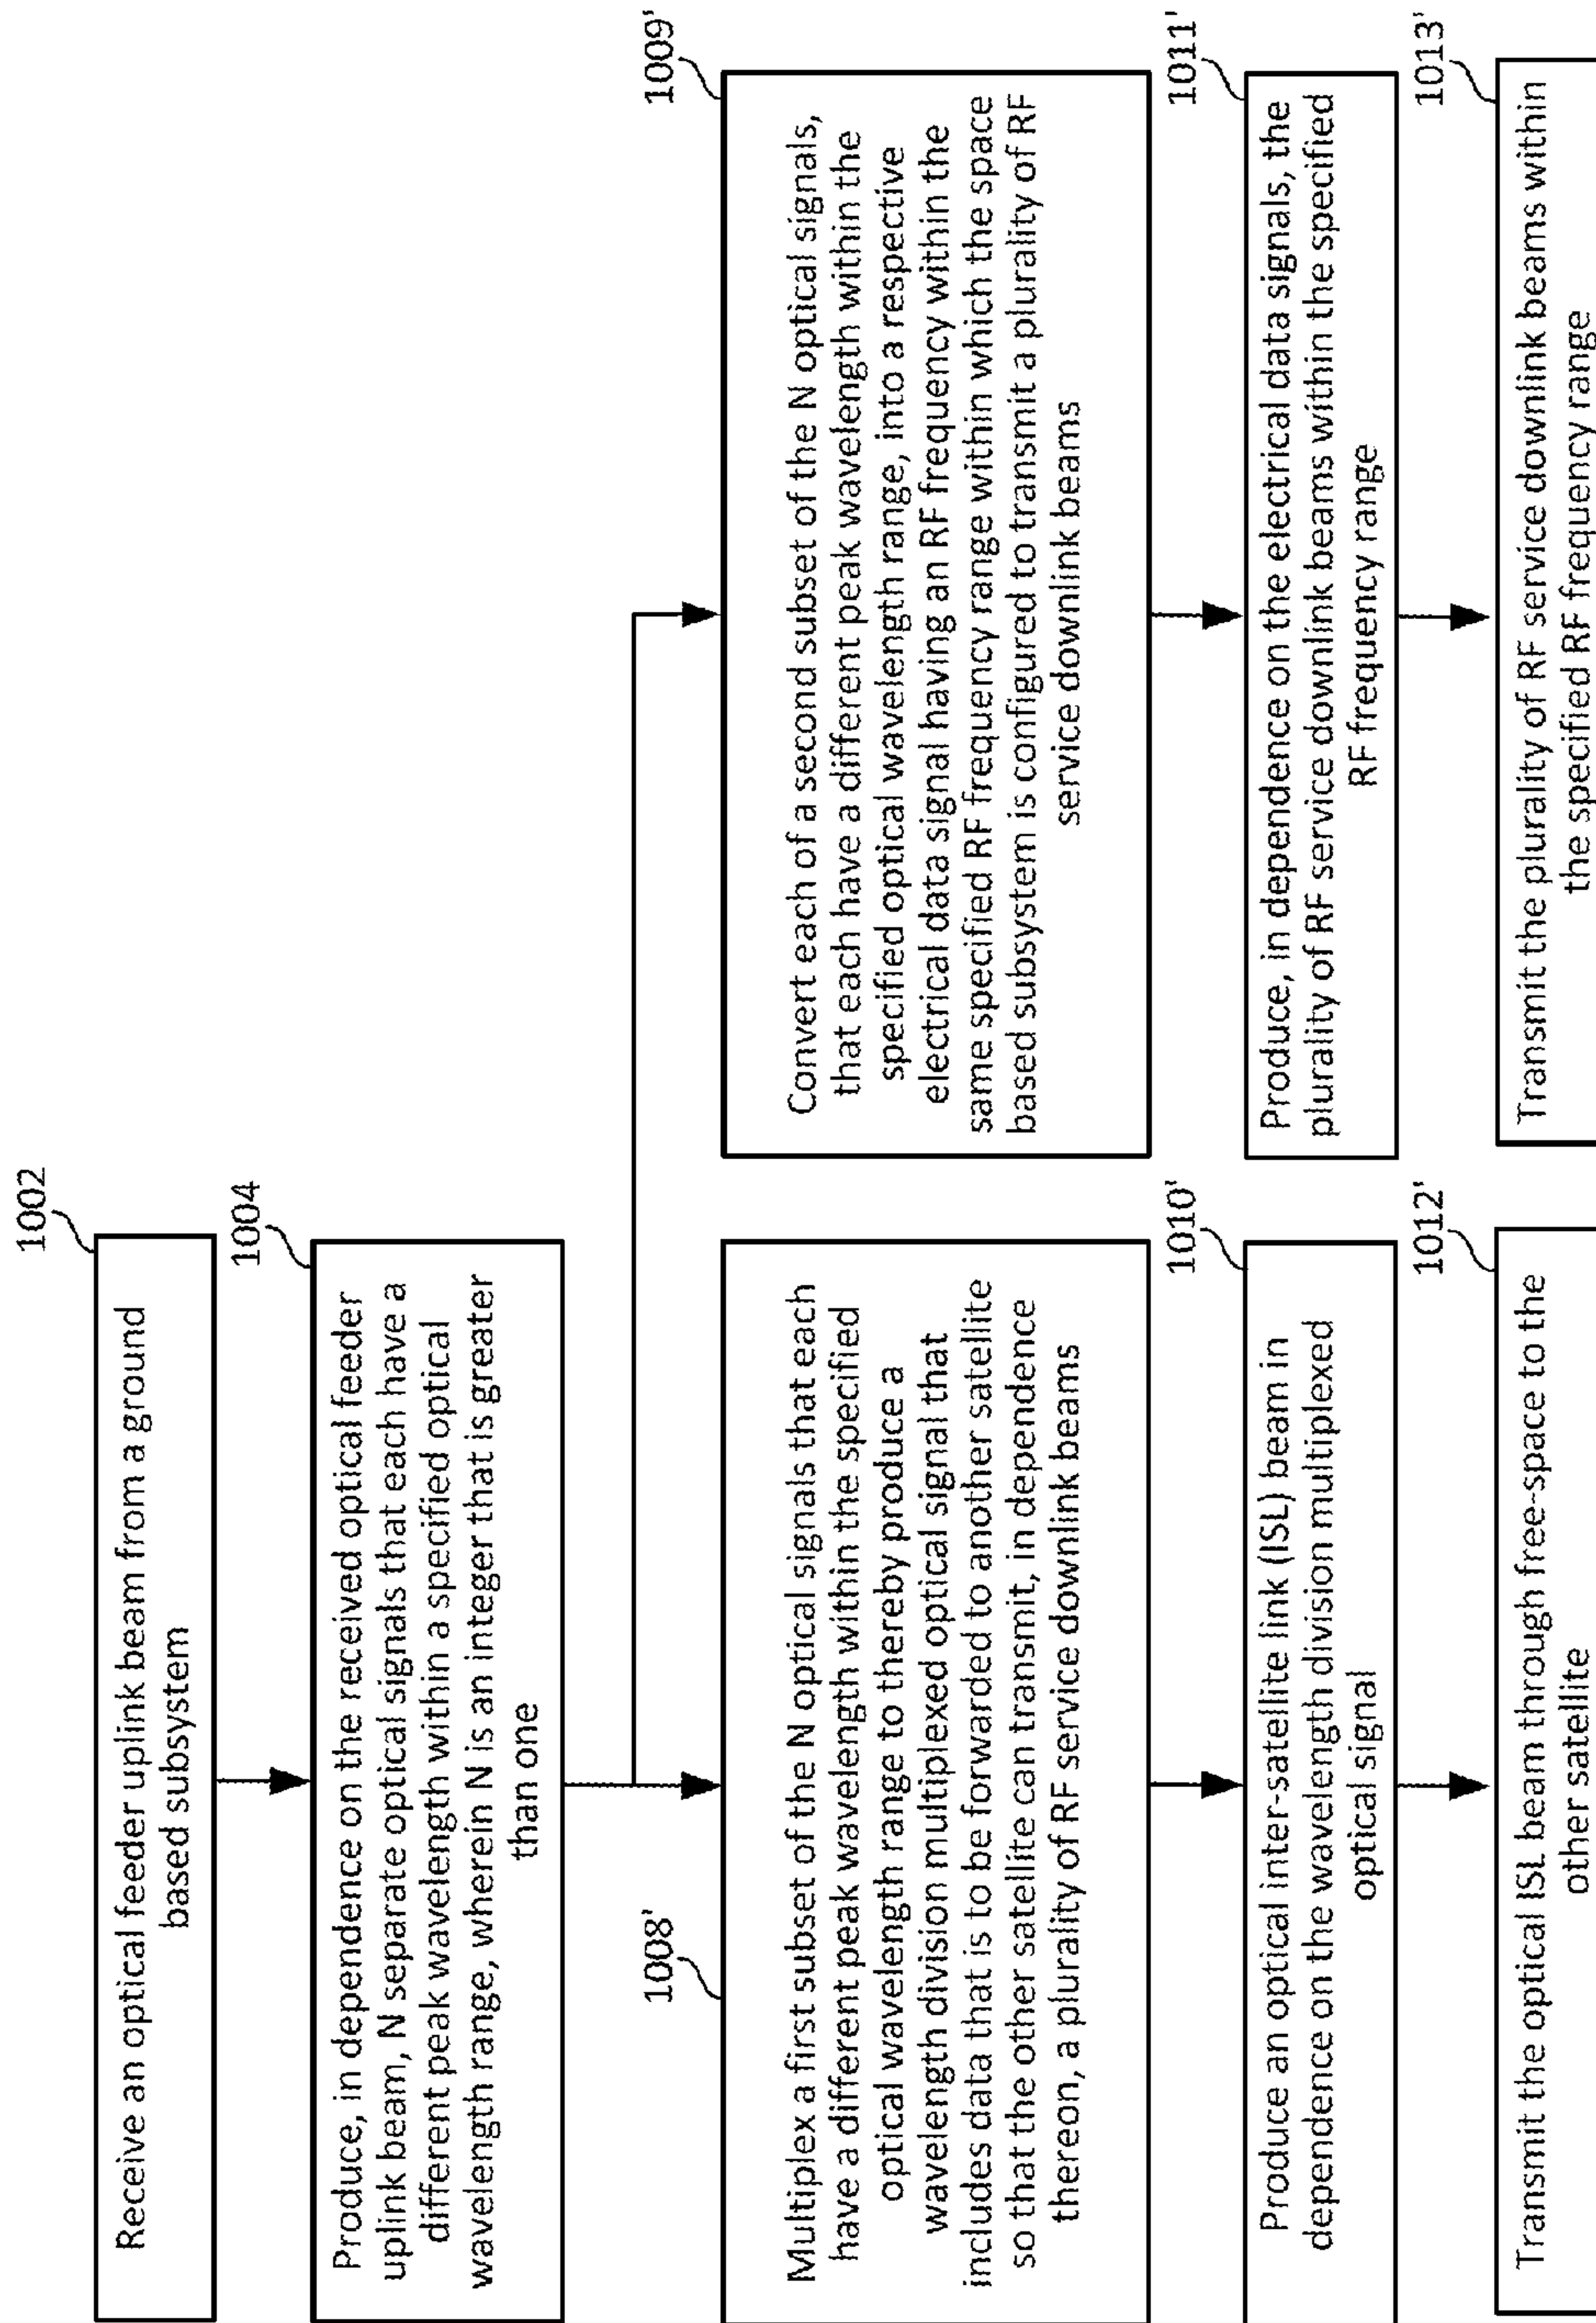 1002
Receive an optical feeder uplink beam from a ground
based subsystem
1004
Produce, in dependence on the received optical feeder
uplink beam, N separate optical signals that each have a
different peak wavelength within a specified optical
wavelength range, wherein N is an integer that is greater
than one
1008'
Multiplex a first subset of the N optical signals that each
have a different peak wavelength within the specified
optical wavelength range to thereby produce a
wavelength division multiplexed optical signal that
includes data that is to be forwarded to another satellite
so that the other satellite can transmit, in dependence
thereon, a plurality of RF service downlink beams
1010'
Produce an optical inter-satellite link (ISL) beam in
dependence on the wavelength division multiplexed
optical signal
1012'
Transmit the optical ISL beam through free-space to the
other satellite
1009'
Convert each of a second subset of the N optical signals,
that each have a different peak wavelength within the
specified optical wavelength range, into a respective
electrical data signal having an RF frequency within the
same specified RF frequency range within which the space
based subsystem is configured to transmit a plurality of RF
service downlink beams
1011'
Produce, in dependence on the electrical data signals, the
plurality of RF service downlink beams within the specified
RF frequency range
1013'
Transmit the plurality of RF service downlink beams within
the specified RF frequency range